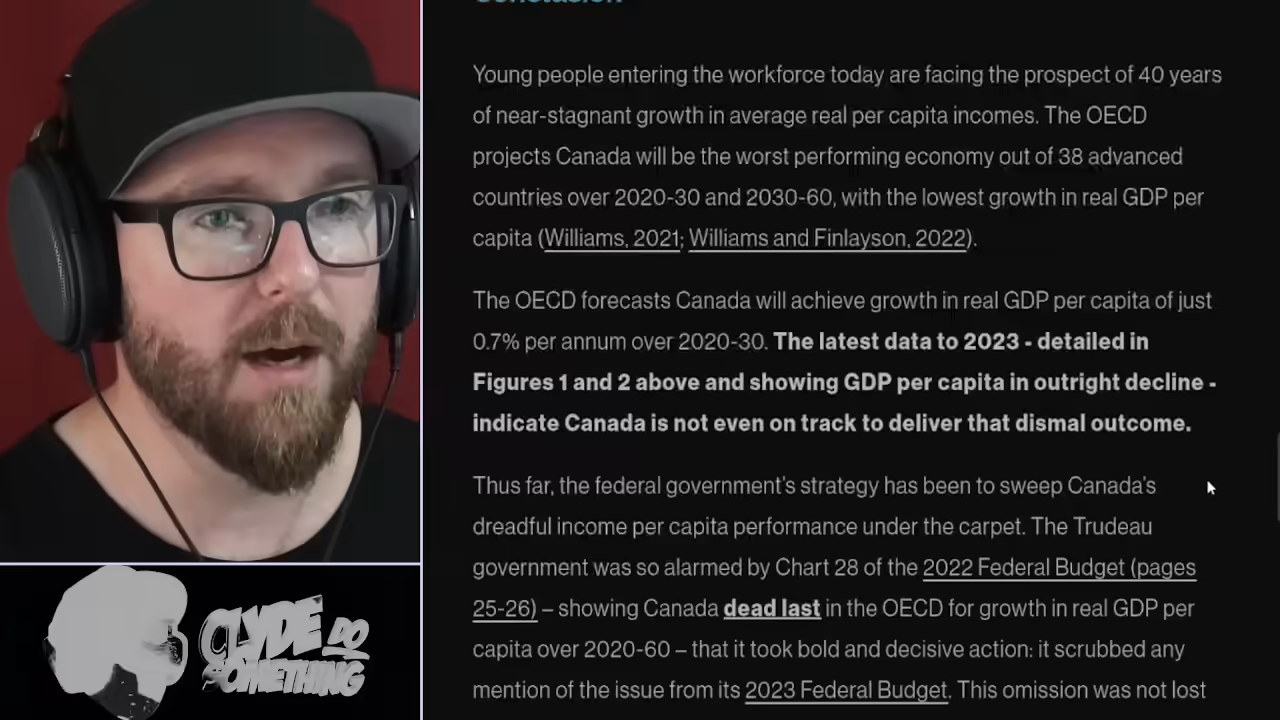 Conclusion
Young people entering the workforce today are facing the prospect of 40 years
of near-stagnant growth in average real per capita incomes. The OECD
projects Canada will be the worst performing economy out of 38 advanced
countries over 2020-30 and 2030-60, with the lowest growth in real GDP per
capita (Williams, 2021; Williams and Finlayson, 2022).
The OECD forecasts Canada will achieve growth in real GDP per capita of just
0.7% per annum over 2020-30. The latest data to 2023 - detailed in
Figures 1 and 2 above and showing GDP per capita in outright decline -
indicate Canada is not even on track to deliver that dismal outcome.
Thus far, the federal government's strategy has been to sweep Canada's
dreadful income per capita performance under the carpet. The Trudeau
government was so alarmed by Chart 28 of the 2022 Federal Budget (pages
25-26) – showing Canada dead last in the OECD for growth in real GDP per
capita over 2020-60 – that it took bold and decisive action: it scrubbed any
mention of the issue from its 2023 Federal Budget. This omission was not lost
CLYDE DO
SOMETHING